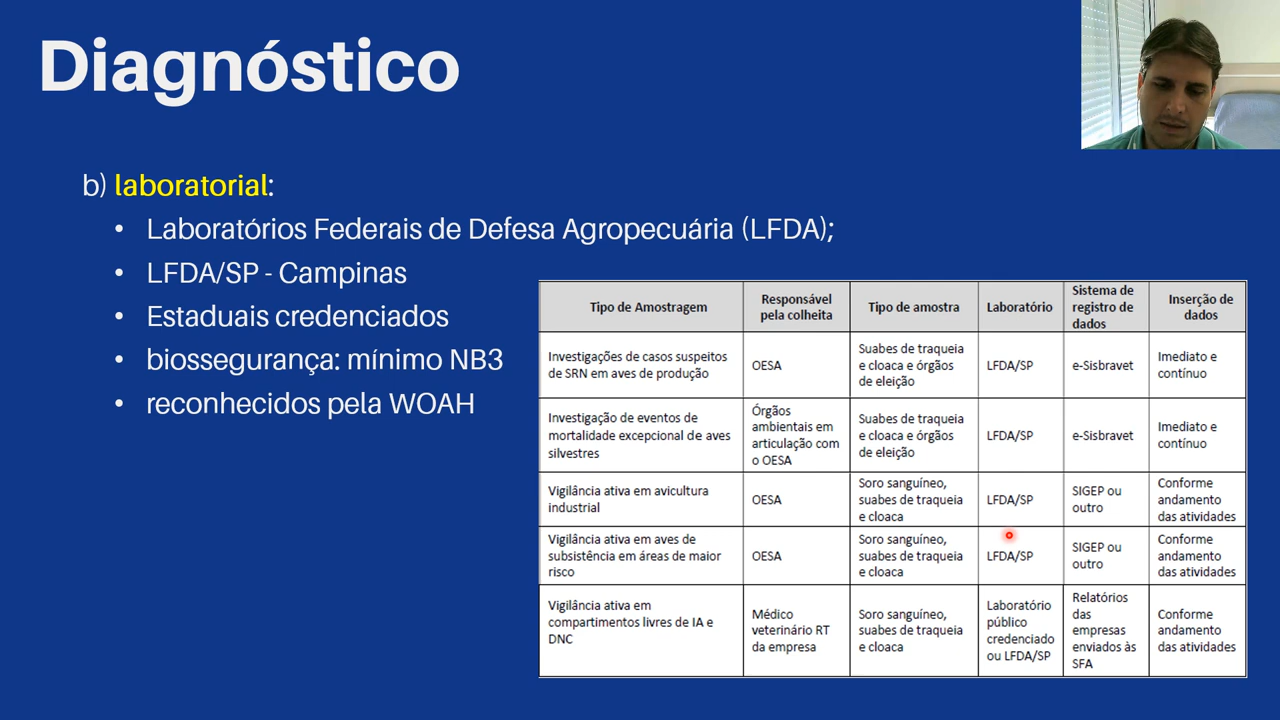 Diagnóstico
b) laboratorial:
• Laboratórios Federais de Defesa Agropecuária (LFDA);
• LFDA/SP - Campinas
• Estaduais credenciados
• biossegurança: mínimo NB3
• reconhecidos pela WOAH
Tipo de Amostragem
Responsável
pela colheita
Tipo de amostra
Laboratório
Sistema de
registro de
dados
Inserção de
dados
Investigações de casos suspeitos
de SRN em aves de produção
OESA
Suabes de traqueia
e cloaca e órgãos
de eleição
LFDA/SP
e-Sisbravet
Imediato e
contínuo
Investigação de eventos de
mortalidade excepcional de aves
silvestres
Órgãos
ambientais em
articulação com
o OESA
Suabes de traqueia
e cloaca e órgãos
de eleição
LFDA/SP
e-Sisbravet
Imediato e
contínuo
Vigilância ativa em avicultura
industrial
OESA
Soro sanguíneo,
suabes de traqueia
e cloaca
LFDA/SP
SIGEP ou
outro
Conforme
andamento
das atividades
Vigilância ativa em aves de
subsistência em áreas de maior
risco
OESA
Soro sanguíneo,
suabes de traqueia
e cloaca
LFDA/SP
SIGEP ou
outro
Conforme
andamento
das atividades
Vigilância ativa em
compartimentos livres de IA e
DNC
Médico
veterinário RT
da empresa
Soro sanguíneo,
suabes de traqueia
e cloaca
Laboratório
público
credenciado
ou LFDA/SP
Relatórios
das
empresas
enviados às
SFA
Conforme
andamento
das atividades